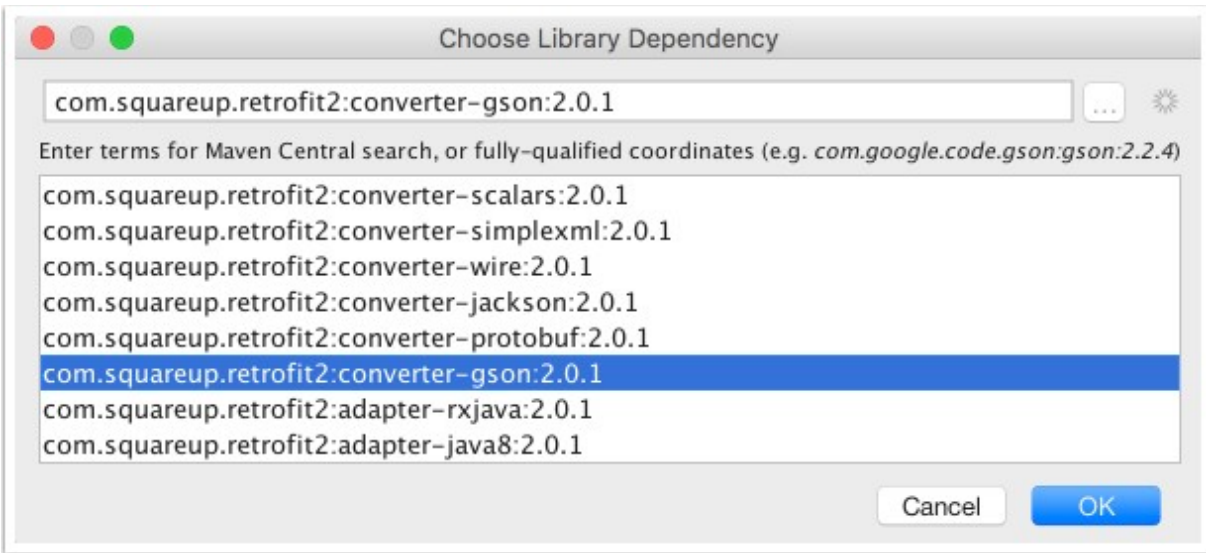 Choose Library Dependency
com.squareup.retrofit2:converter-gson:2.0.1
...
Enter terms for Maven Central search, or fully-qualified coordinates (e.g. com.google.code.gson:gson:2.2.4)
com.squareup.retrofit2:converter-scalars:2.0.1
com.squareup.retrofit2:converter-simplexml:2.0.1
com.squareup.retrofit2:converter-wire:2.0.1
com.squareup.retrofit2:converter-jackson:2.0.1
com.squareup.retrofit2:converter-protobuf:2.0.1
com.squareup.retrofit2:converter-gson:2.0.1
com.squareup.retrofit2:adapter-rxjava:2.0.1
com.squareup.retrofit2:adapter-java8:2.0.1
Cancel OK